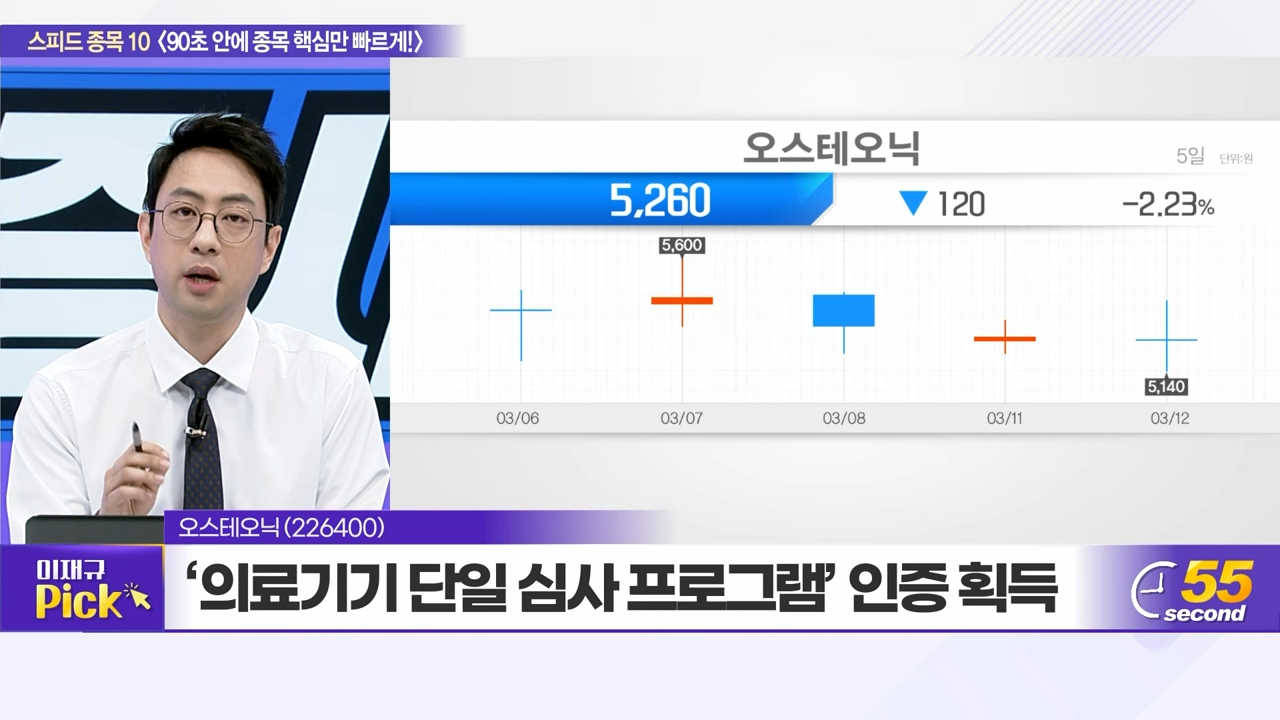 스피드 종목 10 〈90초 안에 종목 핵심만 빠르게!〉
오스테오닉
5일 단위:원
5,260 ▼ 120 -2.23%
5,600
5,140
03/06 03/07 03/08 03/11 03/12
오스테오닉 (226400)
이재규
Pick
‘의료기기 단일 심사 프로그램’ 인증 획득
55
second